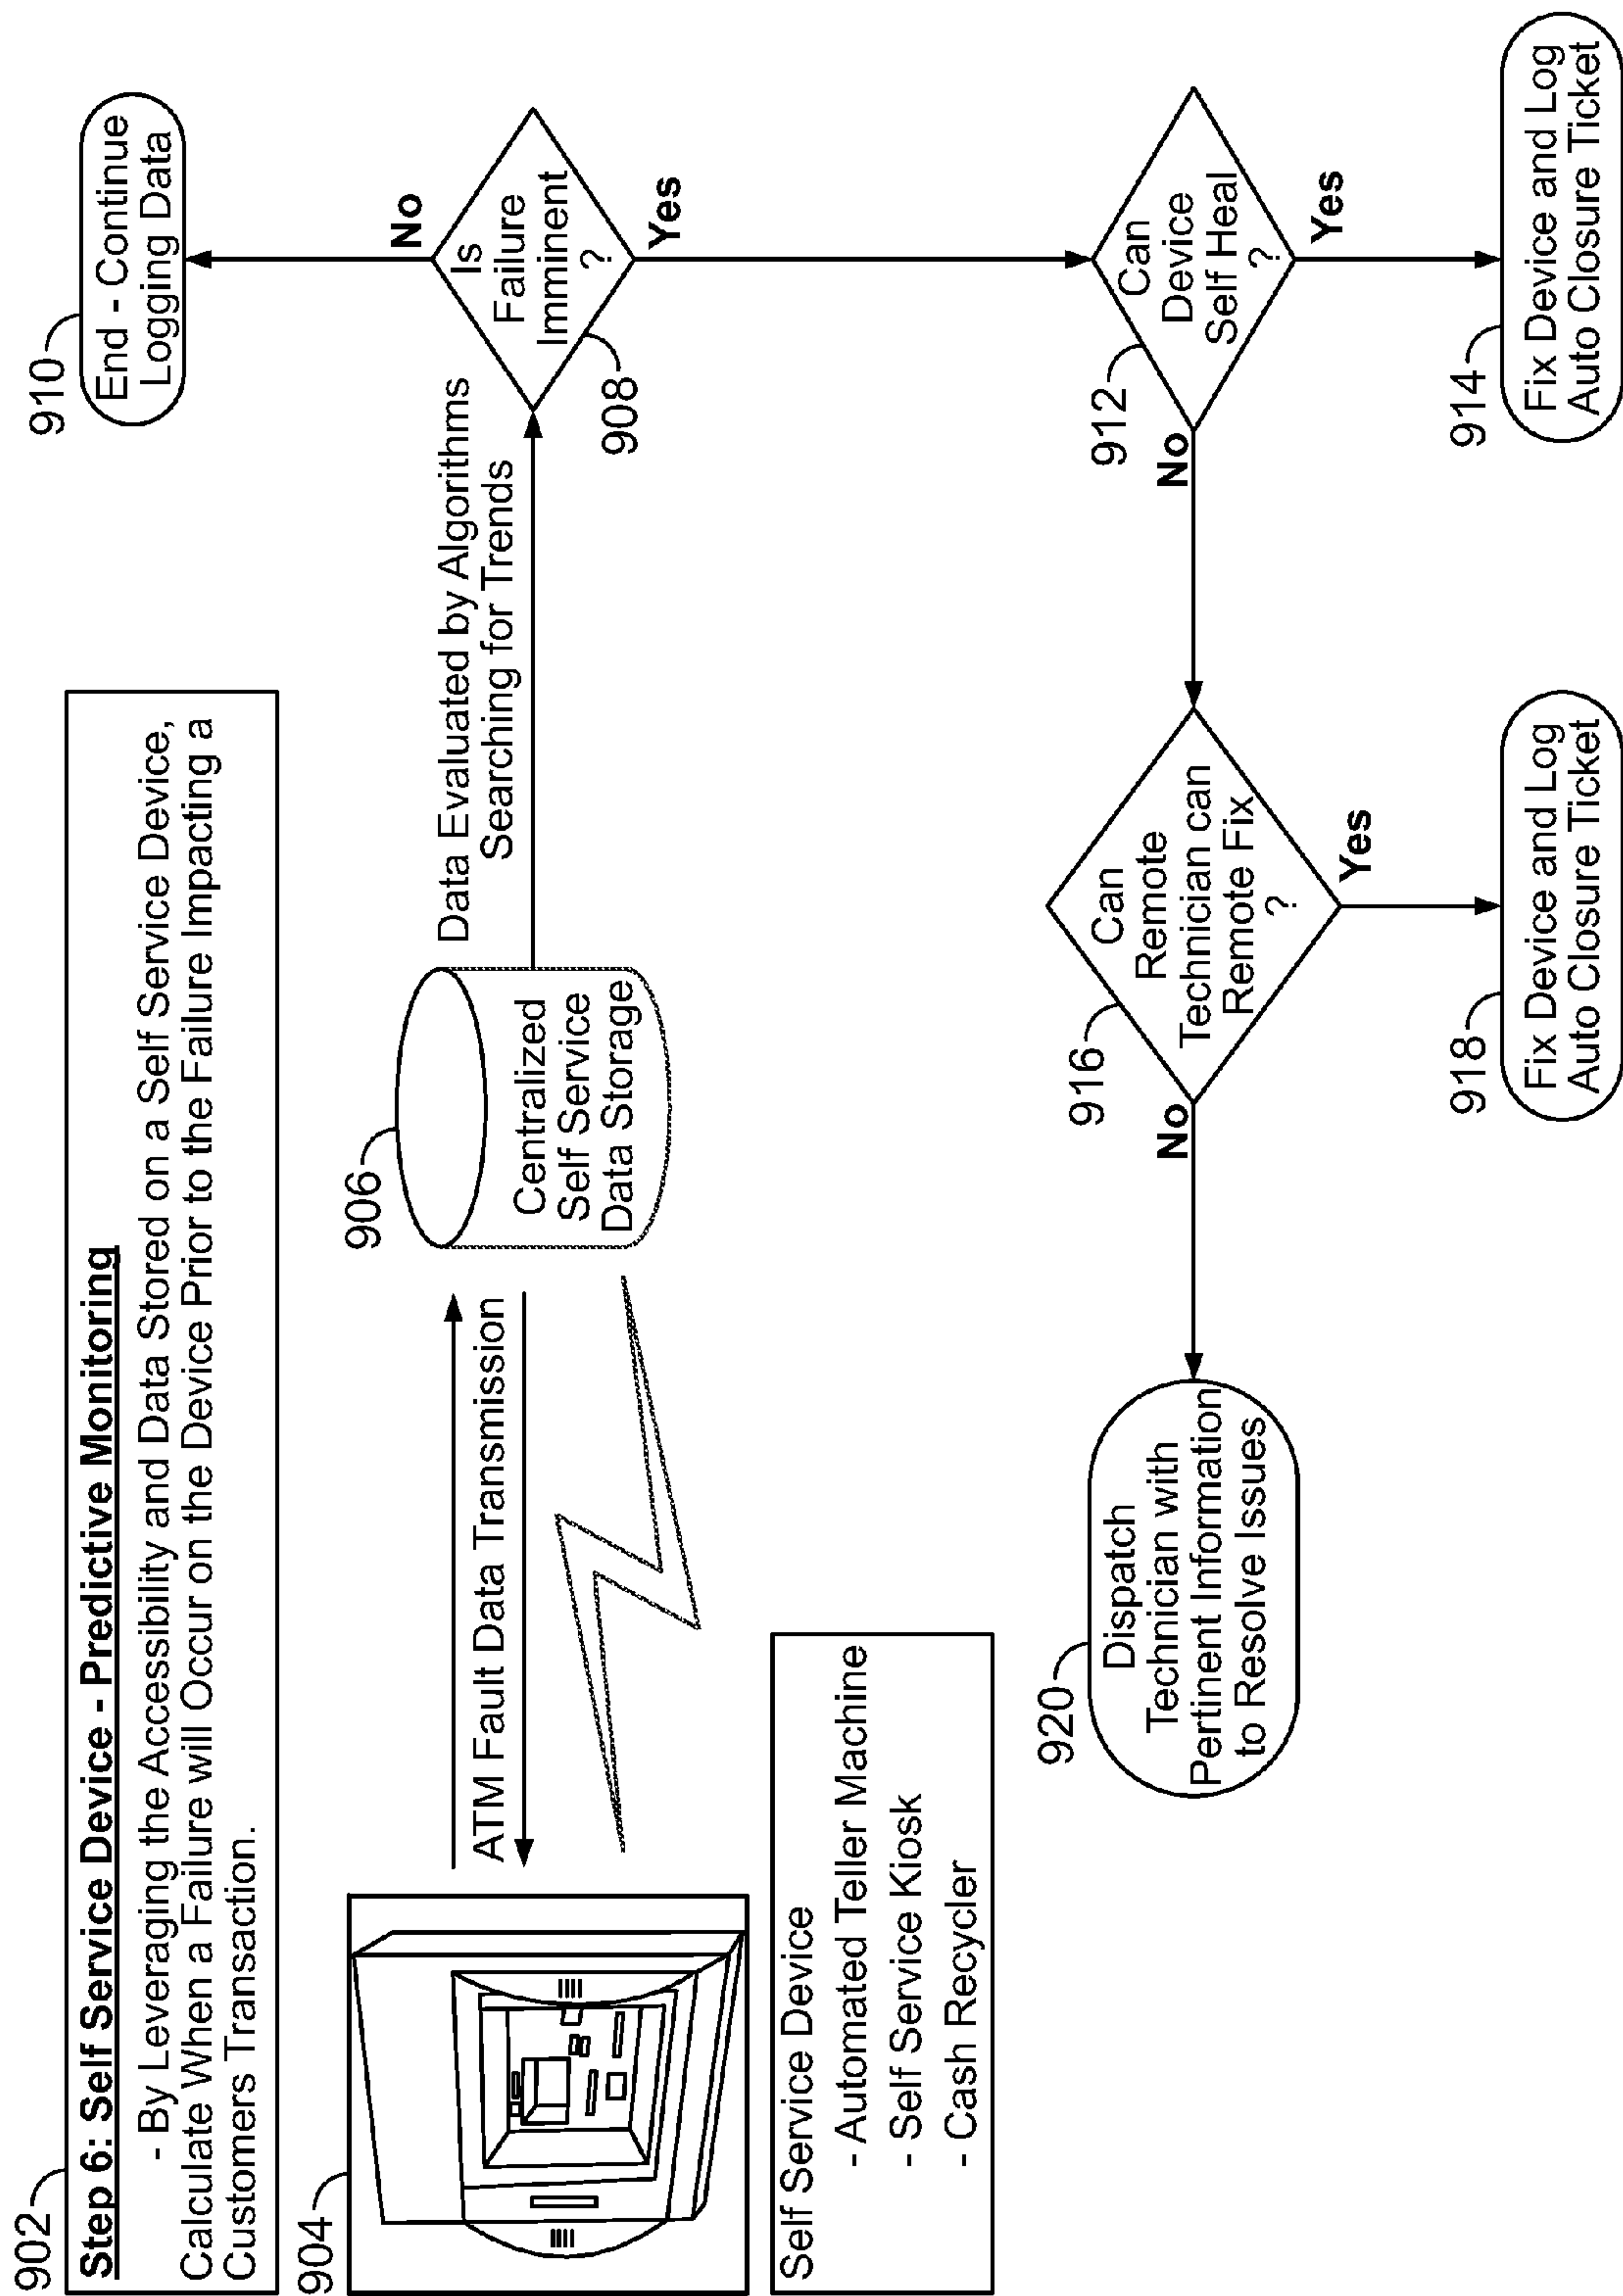 902
Step 6: Self Service Device - Predictive Monitoring
- By Leveraging the Accessibility and Data Stored on a Self Service Device,
Calculate When a Failure will Occur on the Device Prior to the Failure Impacting a
Customers Transaction.
904
ATM Fault Data Transmission
906
Centralized
Self Service
Data Storage
Data Evaluated by Algorithms
Searching for Trends
908
Is
Failure
Imminent
?
No
910
End - Continue
Logging Data
Yes
Self Service Device
- Automated Teller Machine
- Self Service Kiosk
- Cash Recycler
912
Can
Device
Self Heal
?
Yes
914
Fix Device and Log
Auto Closure Ticket
No
916
Can
Remote
Technician can
Remote Fix
?
Yes
918
Fix Device and Log
Auto Closure Ticket
No
920
Dispatch
Technician with
Pertinent Information
to Resolve Issues